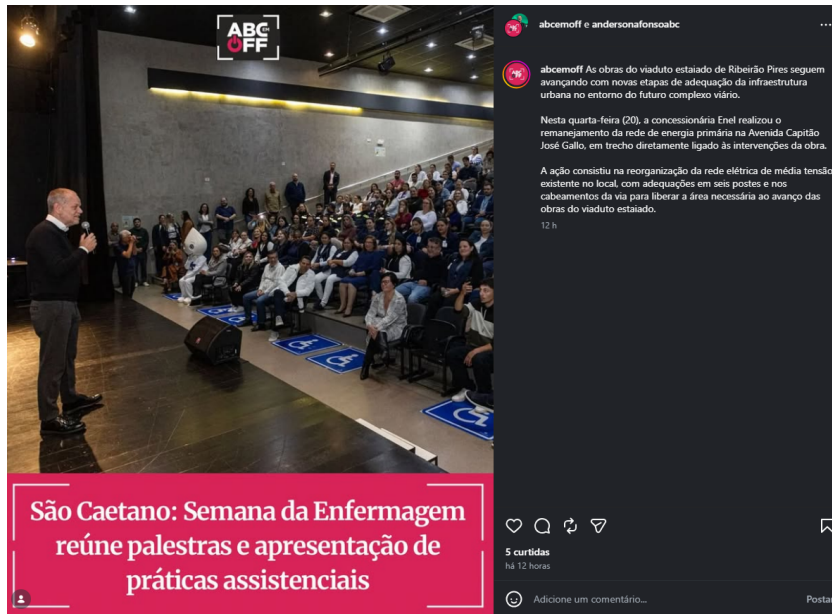 ABC EM
OFF
São Caetano: Semana da Enfermagem
reúne palestras e apresentação de
práticas assistenciais
abcemoff e andersonafonsoabc
abcemoff As obras do viaduto estaiado de Ribeirão Pires seguem
avançando com novas etapas de adequação da infraestrutura
urbana no entorno do futuro complexo viário.
Nesta quarta-feira (20), a concessionária Enel realizou o
remanejamento da rede de energia primária na Avenida Capitão
José Gallo, em trecho diretamente ligado às intervenções da obra.
A ação consistiu na reorganização da rede elétrica de média tensão
existente no local, com adequações em seis postes e nos
cabeamentos da via para liberar a área necessária ao avanço das
obras do viaduto estaiado.
12 h
5 curtidas
há 12 horas
Adicione um comentário...
Postar